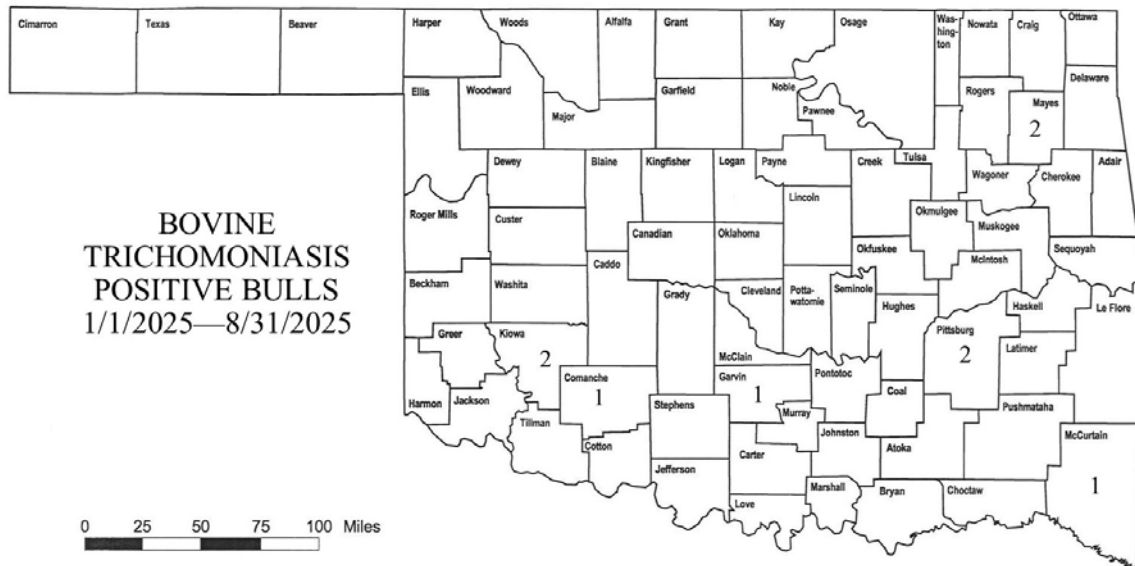 Cimarron
Texas
Beaver
Harper
Woods
Alfalfa
Grant
Kay
Osage
Was-
hing-
ton
Nowata
Craig
Ottawa
Ellis
Woodward
Major
Garfield
Noble
Pawnee
Rogers
Mayes
2
Delaware
Dewey
Blaine
Kingfisher
Logan
Payne
Creek
Tulsa
Wagoner
Cherokee
Adair
Lincoln
BOVINE
TRICHOMONIASIS
POSITIVE BULLS
1/1/2025—8/31/2025
Roger Mills
Custer
Canadian
Oklahoma
Okmulgee
Muskogee
Okfuskee
Sequoyah
Caddo
McIntosh
Beckham
Washita
Grady
Cleveland
Potta-
watomie
Seminole
Hughes
Haskell
Le Flore
Greer
Kiowa
2
Pittsburg
2
Latimer
McClain
Comanche
1
Garvin
1
Pontotoc
Coal
Harmon
Jackson
Stephens
Murray
Pushmataha
Tillman
Cotton
Carter
Johnston
Atoka
McCurtain
1
Jefferson
Love
Marshall
Bryan
Choctaw
0 25 50 75 100 Miles